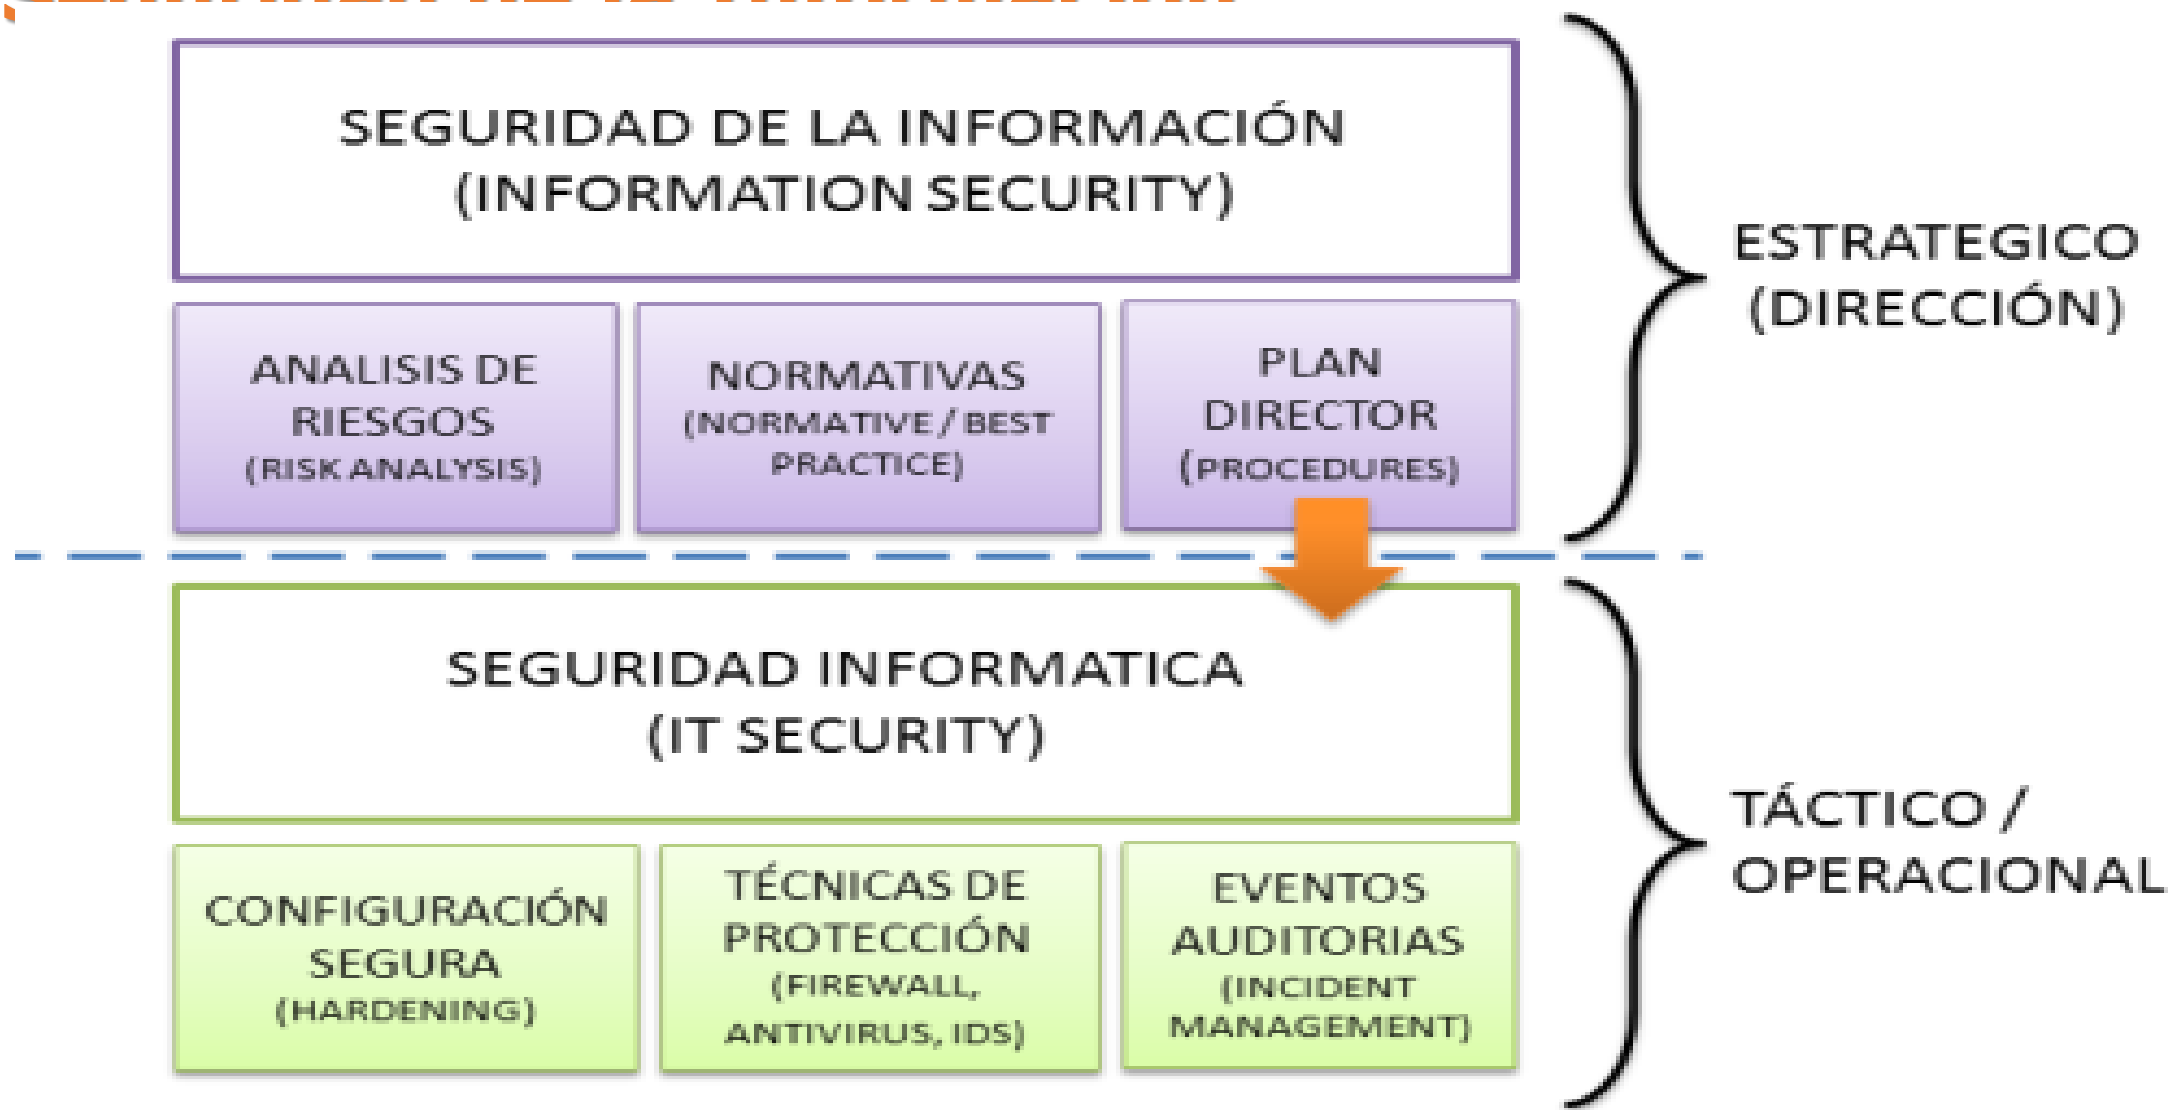 SEGURIDAD DE LA INFORMACIÓN
(INFORMATION SECURITY)
ESTRATEGICO
(DIRECCIÓN)
ANALISIS DE
RIESGOS
(RISK ANALYSIS)
NORMATIVAS
(NORMATIVE / BEST
PRACTICE)
PLAN
DIRECTOR
(PROCEDURES)
SEGURIDAD INFORMATICA
(IT SECURITY)
TÁCTICO /
OPERACIONAL
CONFIGURACIÓN
SEGURA
(HARDENING)
TÉCNICAS DE
PROTECCIÓN
(FIREWALL,
ANTIVIRUS, IDS)
EVENTOS
AUDITORIAS
(INCIDENT
MANAGEMENT)